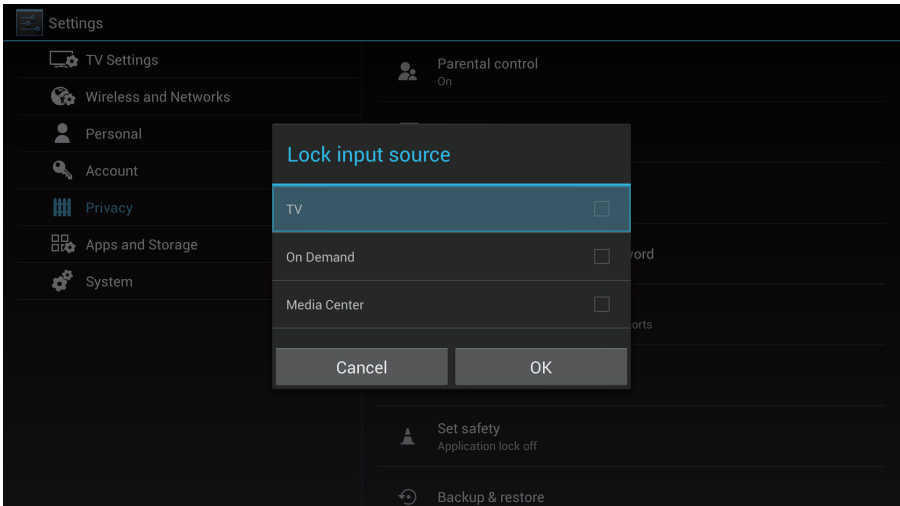 Settings
TV Settings
Wireless and Networks
Personal
Account
Privacy
Apps and Storage
System
Parental control
On
Lock input source
TV
On Demand
Media Center
Cancel
OK
Set safety
Application lock off
Backup & restore